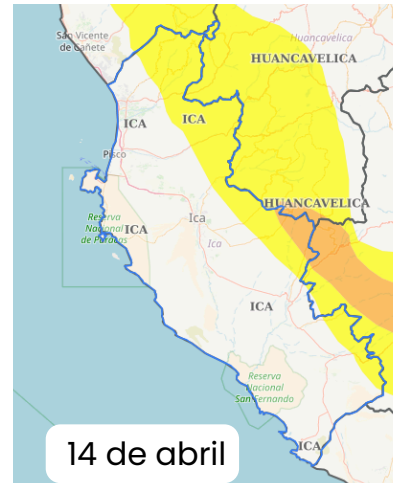 San Vicente
de Cañete
Huancavelica
HUANCAVELICA
ICA
ICA
Pisco
HUANCAVELICA
Reserva
Nacional
de Paracas
ICA
Ica
Ica
ICA
Reserva
Nacional
San Fernando
ICA
14 de abril